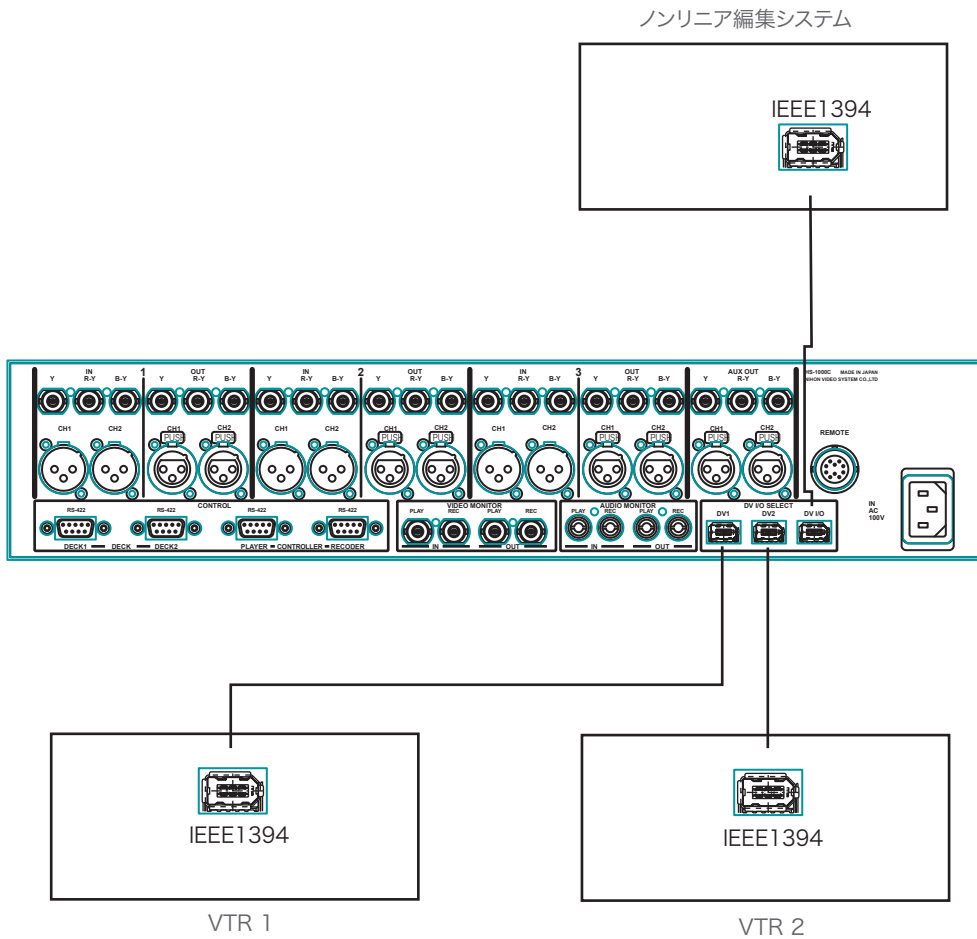 ノンリニア編集システム
IEEE1394
IN 1 OUT IN 2 OUT IN 3 OUT AUX OUT
Y R-Y B-Y Y R-Y B-Y Y R-Y B-Y Y R-Y B-Y Y R-Y B-Y Y R-Y B-Y Y R-Y B-Y
HS-1000C MADE IN JAPAN
NIHON VIDEO SYSTEM CO.,LTD
CH1 CH2 CH1 CH2 CH1 CH2 CH1 CH2 CH1 CH2 CH1 CH2 CH1 CH2
PUSH PUSH PUSH PUSH PUSH PUSH PUSH PUSH
REMOTE
CONTROL
RS-422 RS-422 RS-422 RS-422
DECK1 DECK DECK2 PLAYER CONTROLLER RECODER
VIDEO MONITOR
PLAY REC PLAY REC
IN OUT
AUDIO MONITOR
PLAY REC PLAY REC
IN OUT
DV I/O SELECT
DV1 DV2 DV I/O
IN
AC
100V
IEEE1394
VTR 1
IEEE1394
VTR 2